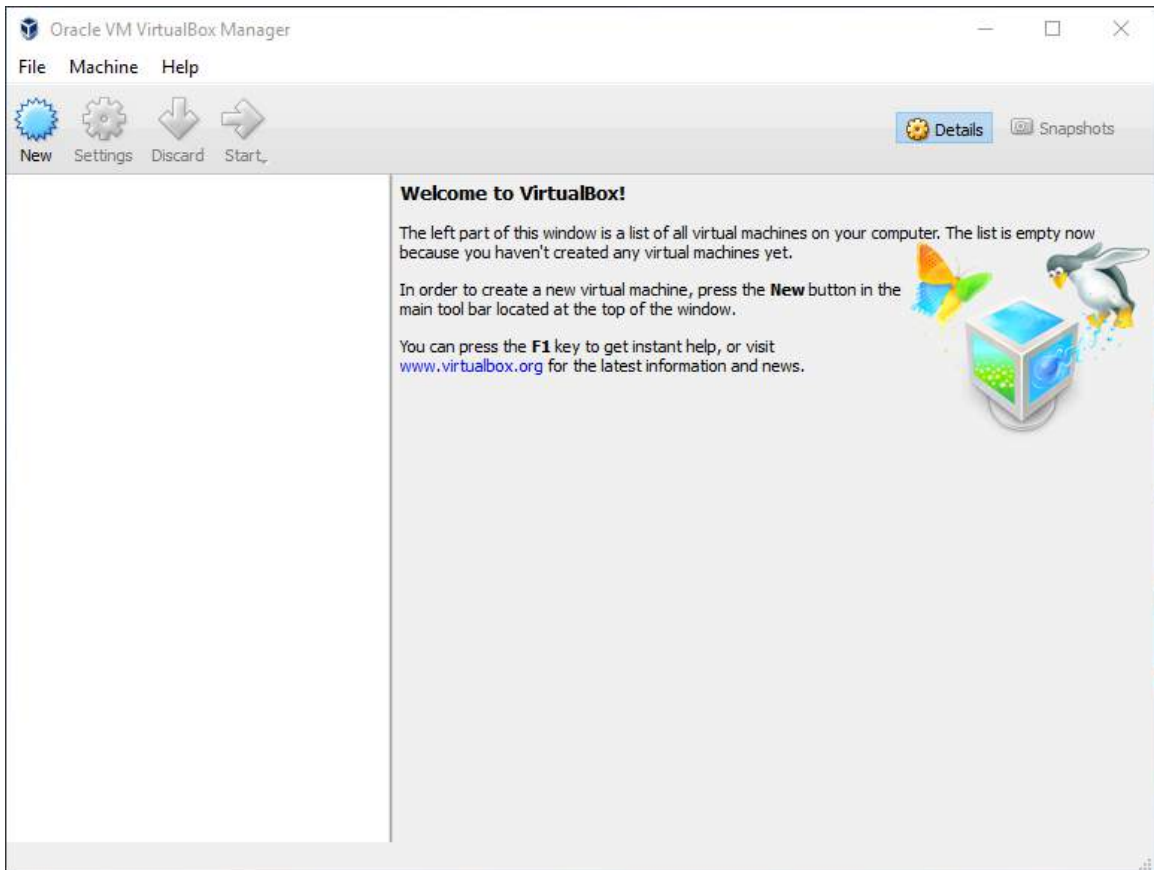 Oracle VM VirtualBox Manager
File Machine Help
New Settings Discard Start
Details Snapshots
Welcome to VirtualBox!
The left part of this window is a list of all virtual machines on your computer. The list is empty now
because you haven't created any virtual machines yet.
In order to create a new virtual machine, press the New button in the
main tool bar located at the top of the window.
You can press the F1 key to get instant help, or visit
www.virtualbox.org for the latest information and news.